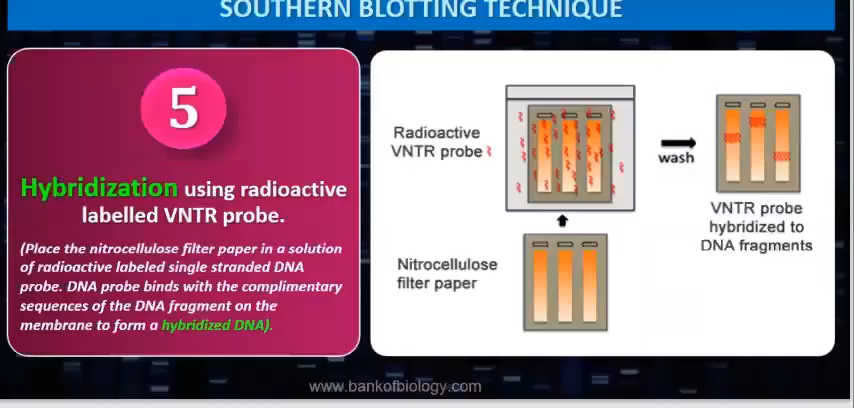 SOUTHERN BLOTTING TECHNIQUE
5
Hybridization using radioactive
labelled VNTR probe.
(Place the nitrocellulose filter paper in a solution
of radioactive labeled single stranded DNA
probe. DNA probe binds with the complimentary
sequences of the DNA fragment on the
membrane to form a hybridized DNA).
Radioactive
VNTR probe
wash
VNTR probe
hybridized to
DNA fragments
Nitrocellulose
filter paper
www.bankofbiology.com